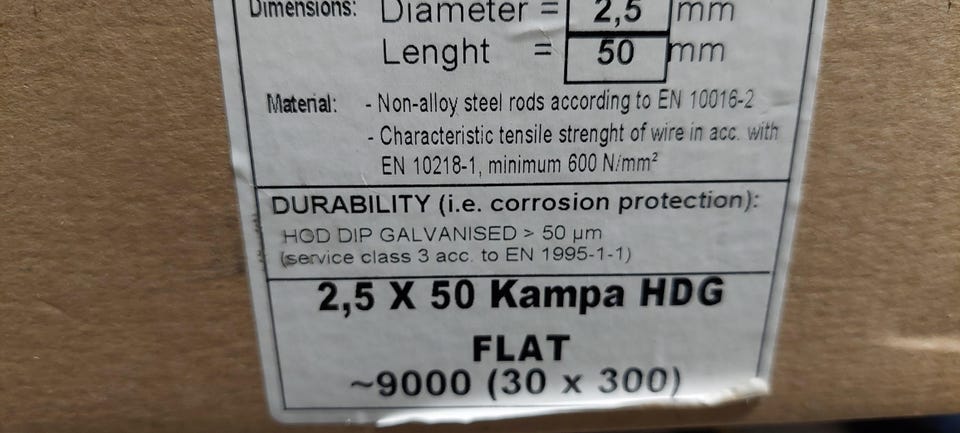 Dimensions: Diameter = 2,5 mm
Lenght = 50 mm
Material: - Non-alloy steel rods according to EN 10016-2
- Characteristic tensile strenght of wire in acc. with
EN 10218-1, minimum 600 N/mm²
DURABILITY (i.e. corrosion protection):
HOD DIP GALVANISED > 50 µm
(service class 3 acc. to EN 1995-1-1)
2,5 X 50 Kampa HDG
FLAT
~9000 (30 x 300)